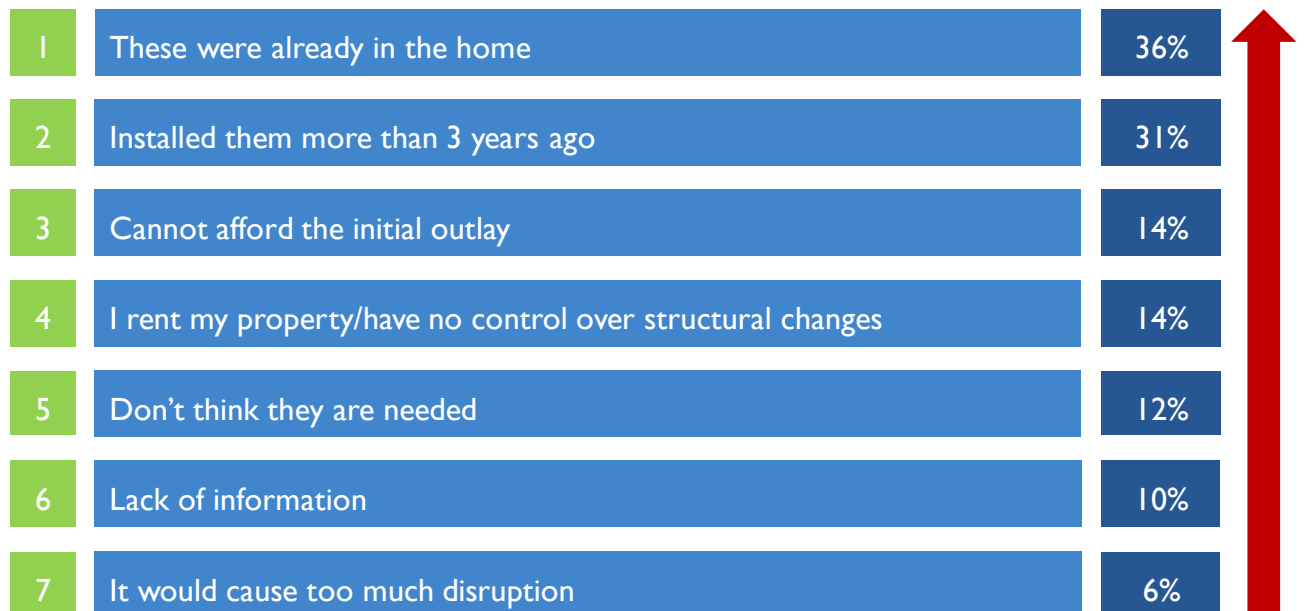 1 These were already in the home 36%
2 Installed them more than 3 years ago 31%
3 Cannot afford the initial outlay 14%
4 I rent my property/have no control over structural changes 14%
5 Don’t think they are needed 12%
6 Lack of information 10%
7 It would cause too much disruption 6%